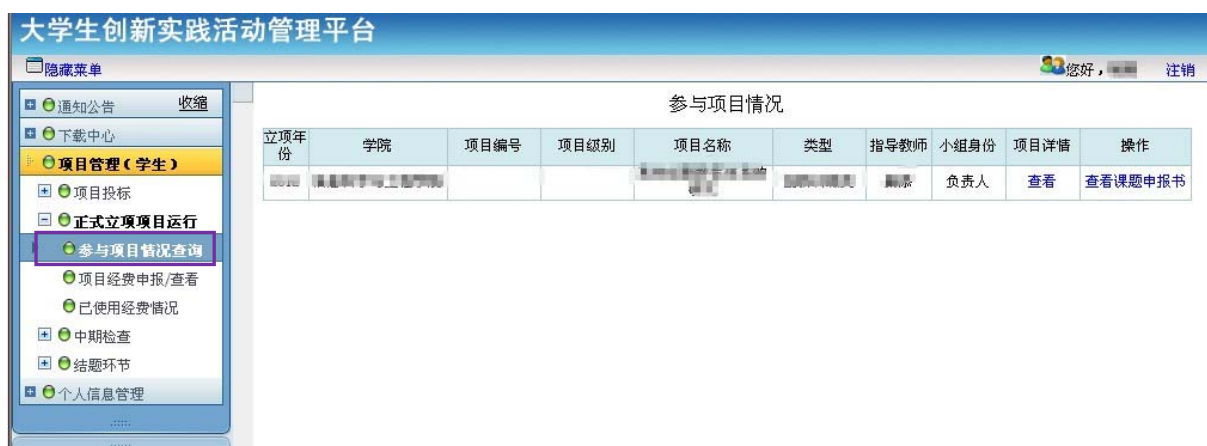 大学生创新实践活动管理平台
隐藏菜单
您好，
注销
通知公告 收缩
下载中心
项目管理（学生）
项目投标
正式立项项目运行
参与项目情况查询
项目经费申报/查看
已使用经费情况
中期检查
结题环节
个人信息管理
参与项目情况
立项年份 学院 项目编号 项目级别 项目名称 类型 指导教师 小组身份 项目详情 操作
负责人 查看 查看课题申报书